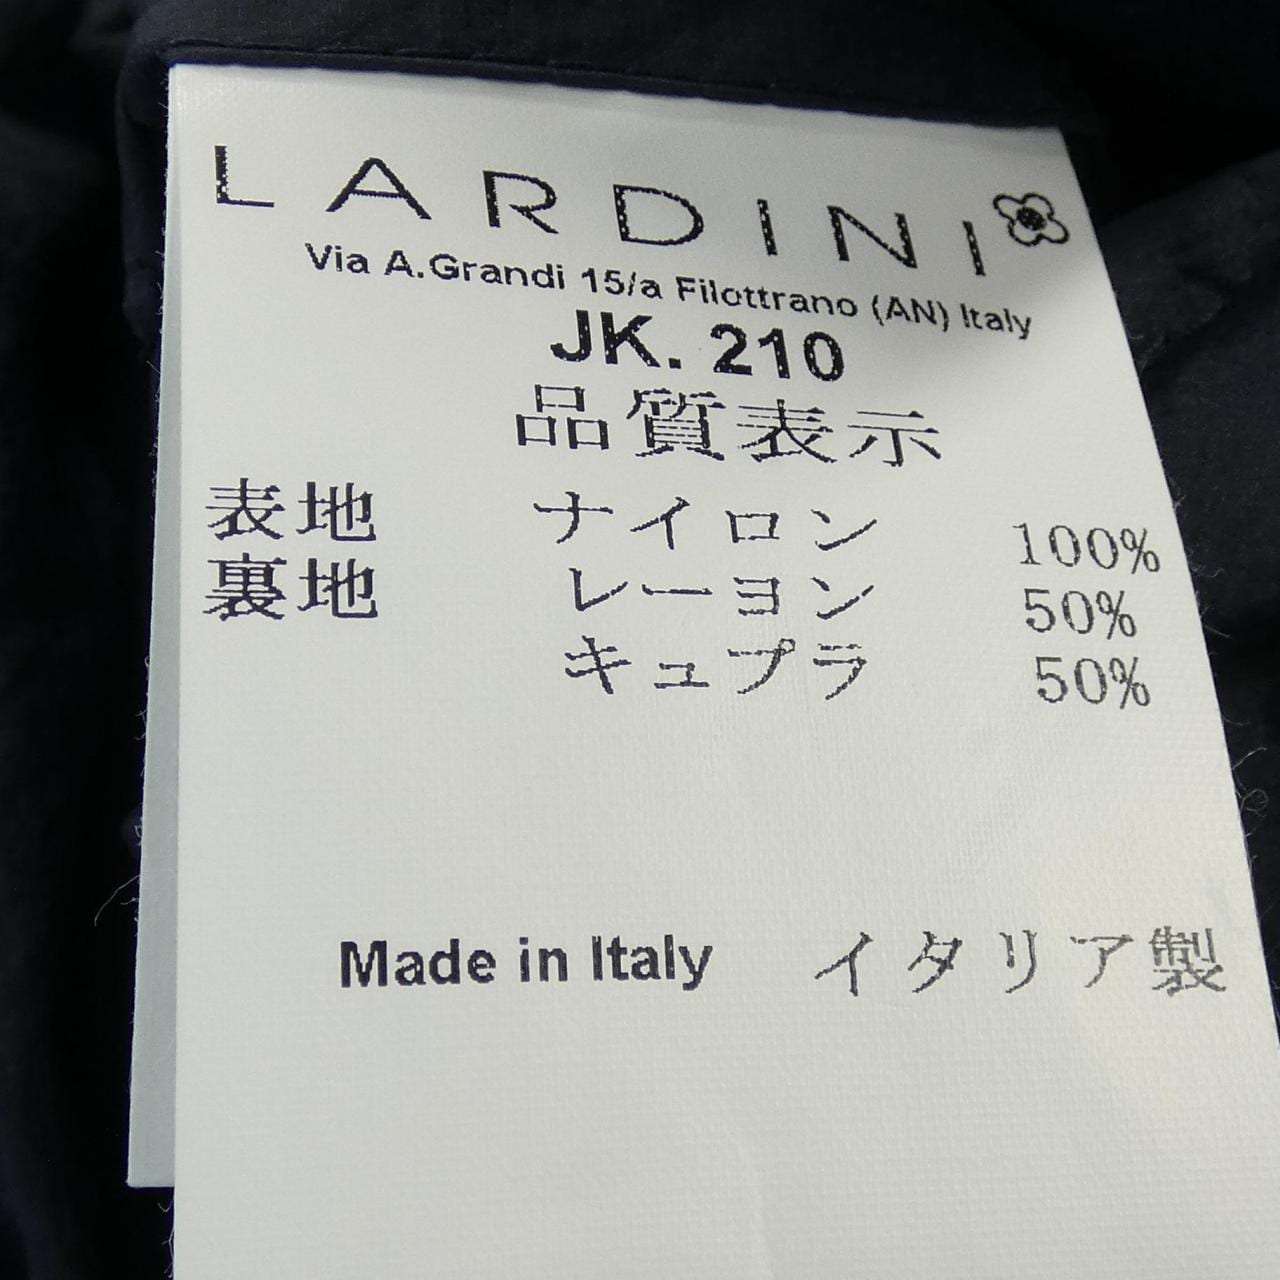 LARDINI
Via A.Grandi 15/a Filottrano (AN) Italy
JK. 210
品質表示
表地 ナイロン 100%
裏地 レーヨン 50%
キュプラ 50%
Made in Italy イタリア製